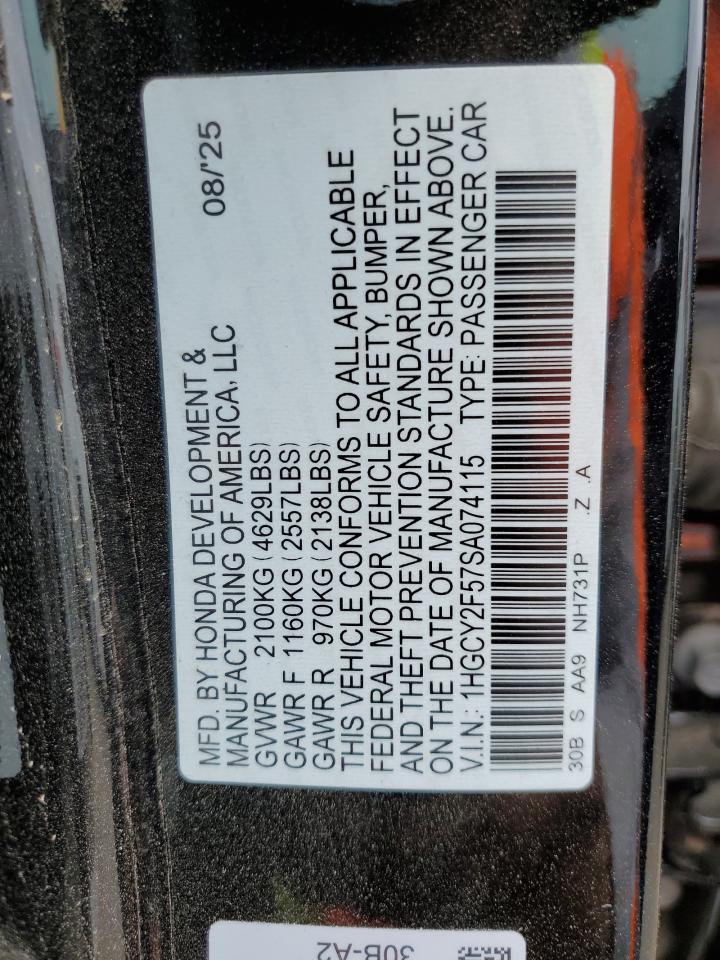 MFD. BY HONDA DEVELOPMENT & 08/'25
MANUFACTURING OF AMERICA, LLC
GVWR 2100KG (4629LBS)
GAWR F 1160KG (2557LBS)
GAWR R 970KG (2138LBS)
THIS VEHICLE CONFORMS TO ALL APPLICABLE
FEDERAL MOTOR VEHICLE SAFETY, BUMPER,
AND THEFT PREVENTION STANDARDS IN EFFECT
ON THE DATE OF MANUFACTURE SHOWN ABOVE.
V.I.N.: 1HGCY2F57SA074115 TYPE: PASSENGER CAR
30B S AA9 NH731P .Z .A
30B-A2